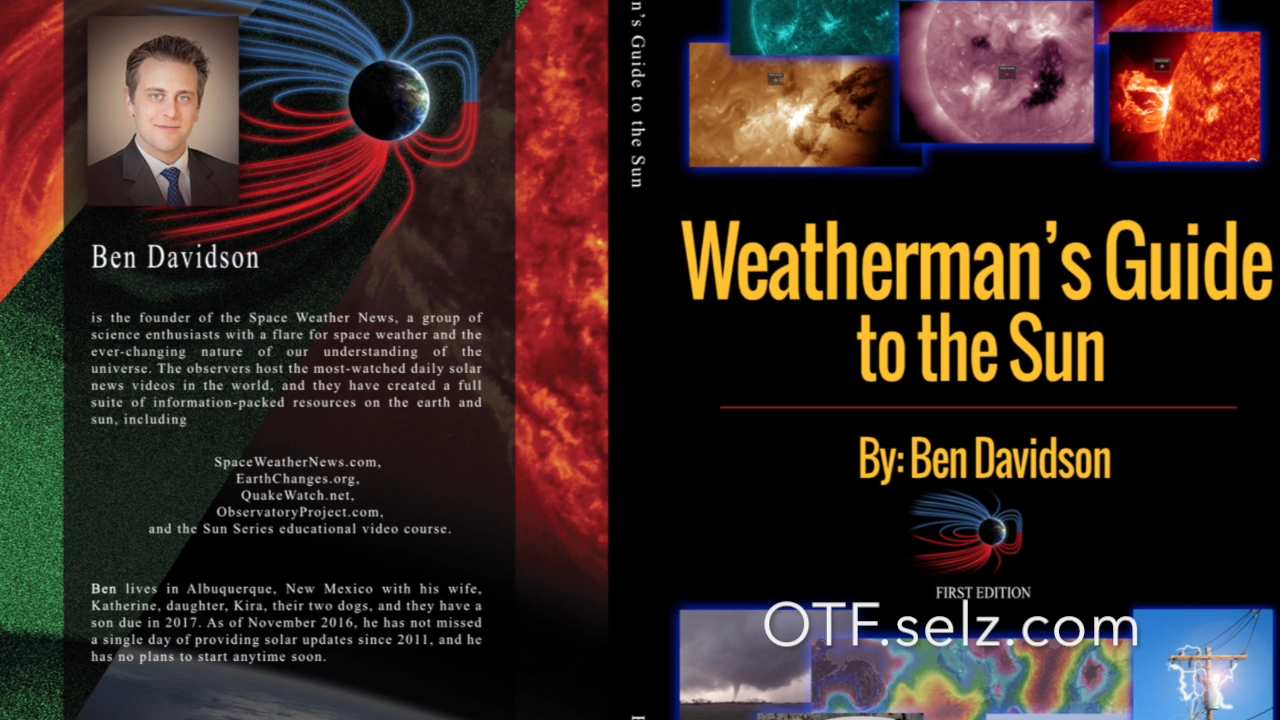 Ben Davidson
is the founder of the Space Weather News, a group of
science enthusiasts with a flare for space weather and the
ever-changing nature of our understanding of the
universe. The observers host the most-watched daily solar
news videos in the world, and they have created a full
suite of information-packed resources on the earth and
sun, including
SpaceWeatherNews.com,
EarthChanges.org,
QuakeWatch.net,
ObservatoryProject.com,
and the Sun Series educational video course.
Ben lives in Albuquerque, New Mexico with his wife,
Katherine, daughter, Kira, their two dogs, and they have a
son due in 2017. As of November 2016, he has not missed
a single day of providing solar updates since 2011, and he
has no plans to start anytime soon.
n's Guide to the Sun
Weatherman's Guide
to the Sun
By: Ben Davidson
FIRST EDITION
OTF.selz.com